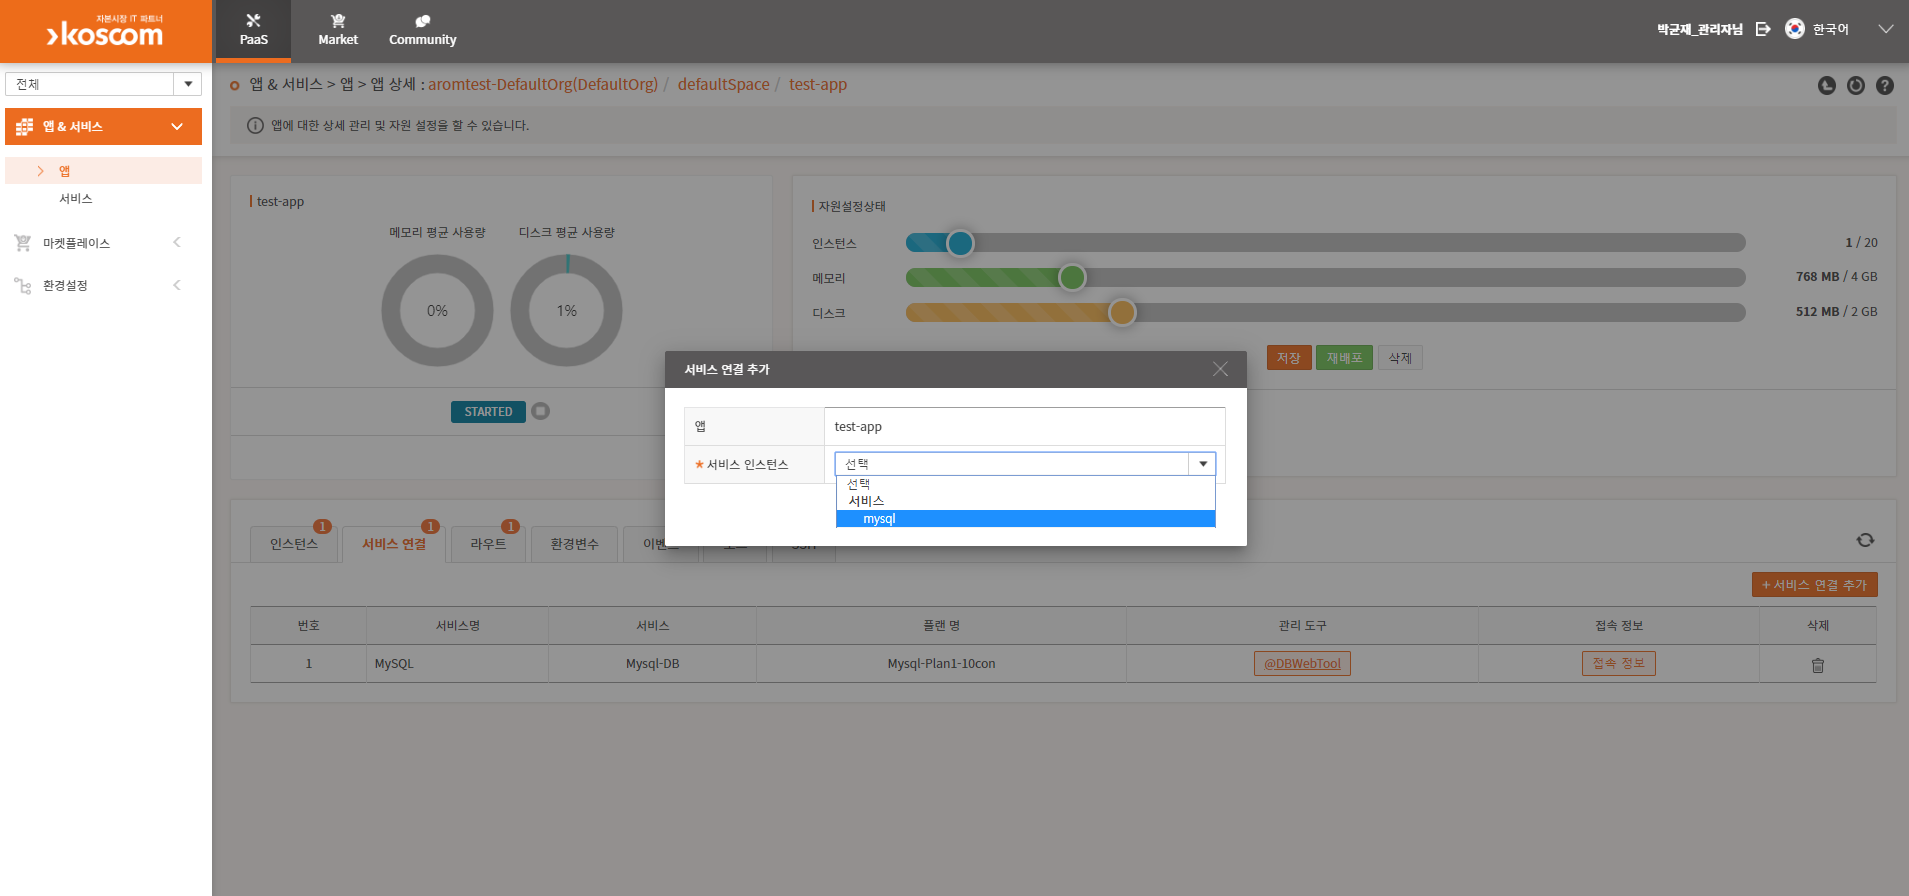 자본시장 IT 파트너
koscom
PaaS
Market
Community
박균재_관리자님
한국어
전체
앱 & 서비스
앱
서비스
마켓플레이스
환경설정
앱 & 서비스 > 앱 > 앱 상세 : aromtest-DefaultOrg(DefaultOrg) / defaultSpace / test-app
앱에 대한 상세 관리 및 자원 설정을 할 수 있습니다.
test-app
메모리 평균 사용량
디스크 평균 사용량
0%
1%
STARTED
자원설정상태
인스턴스
1 / 20
메모리
768 MB / 4 GB
디스크
512 MB / 2 GB
저장
재배포
삭제
서비스 연결 추가
앱
test-app
* 서비스 인스턴스
선택
선택
서비스
mysql
인스턴스
1
서비스 연결
1
라우트
1
환경변수
+ 서비스 연결 추가
번호 서비스명 서비스 플랜 명 관리 도구 접속 정보 삭제
1 MySQL Mysql-DB Mysql-Plan1-10con @DBWebTool 접속 정보